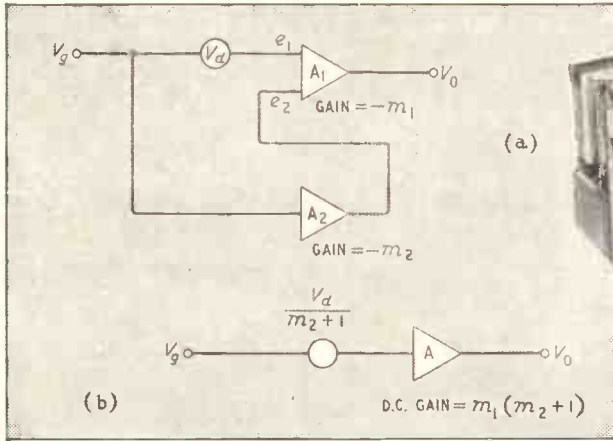 V_g V_d e_1 A_1 V_0
e_2 GAIN = -m_1
(a)
A_2
GAIN = -m_2
V_d
m_2 + 1
V_g A V_0
(b) D.C. GAIN = m_1 (m_2 + 1)